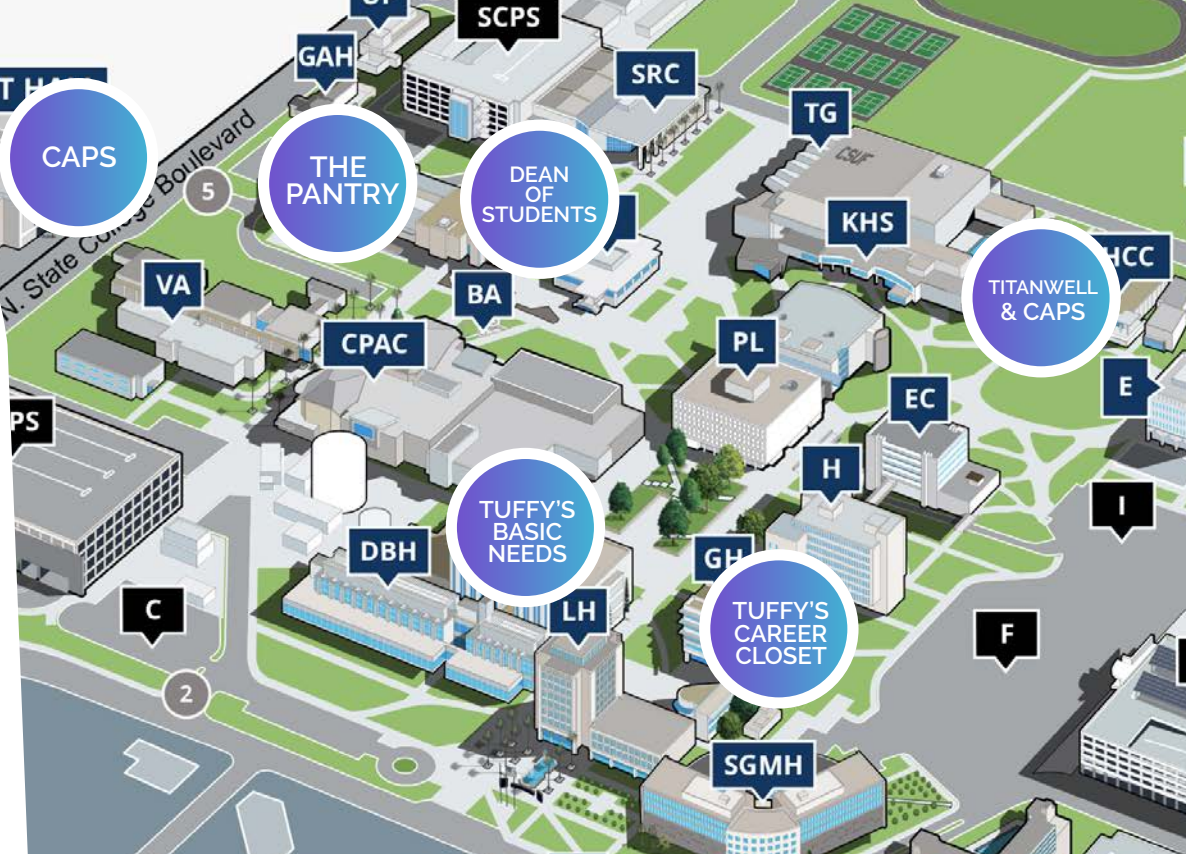 SCPS
GAH
SRC
CAPS
TG
CSUF
THE
PANTRY
5
DEAN
OF
STUDENTS
N. State College Boulevard
KHS
HCC
VA
BA
TITANWELL
& CAPS
CPAC
PL
E
EC
PS
H
TUFFY'S
BASIC
NEEDS
I
DBH
GH
C
LH
TUFFY'S
CAREER
CLOSET
F
2
SGMH